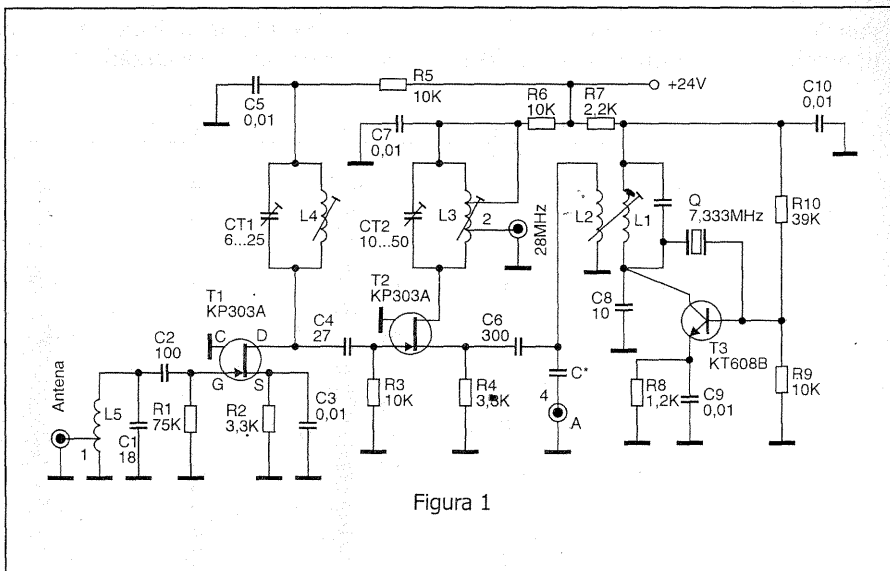 C5
0,01
R5
10K
+24V
C7
0,01
R6
10K
R7
2,2K
C10
0,01
CT1
6...25
L4
CT2
10...50
L3
2
28MHz
L2
L1
Q
7,333MHz
R10
39K
T1
KP303A
C
D
G
S
C4
27
T2
KP303A
C6
300
C8
10
T3
KT608B
Antena
L5
1
C1
18
C2
100
R1
75K
R2
3,3K
C3
0,01
R3
10K
R4
3,3K
C*
4
A
R8
1,2K
C9
0,01
R9
10K
Figura 1